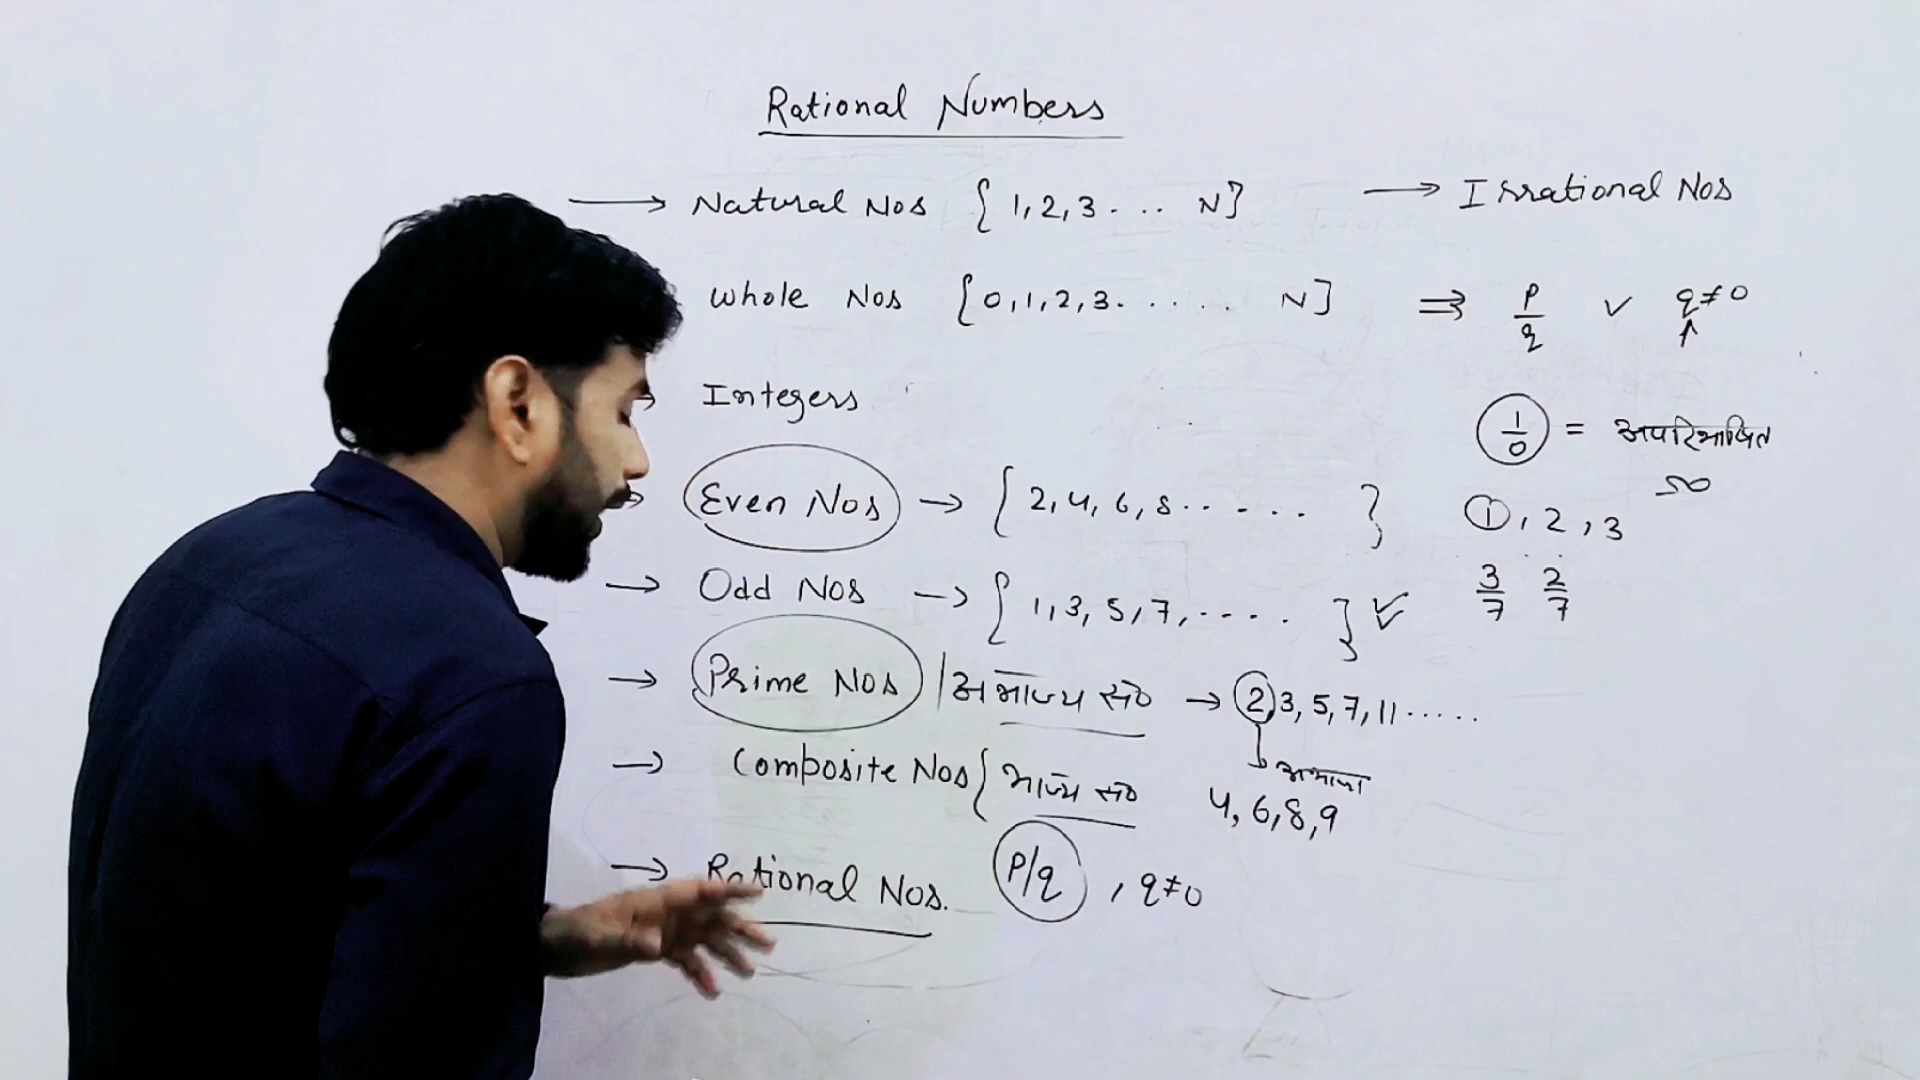 Rational Numbers
→ Natural Nos { 1, 2, 3 . . . . N }
→ Irrational Nos
Whole Nos { 0, 1, 2, 3 . . . . . . N }
⇒ p/q ✓ q ≠ 0
↑
→ Integers
1/0 = अपरिभाषित
∞
→ Even Nos → { 2, 4, 6, 8 . . . . . . }
1, 2, 3
→ Odd Nos → { 1, 3, 5, 7, . . . . . } ✓
3/7 2/7
→ Prime Nos | अभाज्य सं० → 2, 3, 5, 7, 11 . . . . .
अभाज्य
→ Composite Nos { भाज्य सं० 4, 6, 8, 9
→ Rational Nos. P/q , q ≠ 0